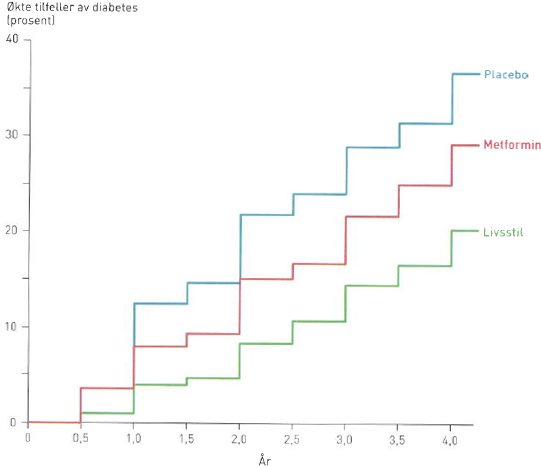 Økte tilfeller av diabetes
(prosent)
40
30
20
10
0
Placebo
Metformin
Livsstil
0 0,5 1,0 1,5 2,0 2,5 3,0 3,5 4,0
År